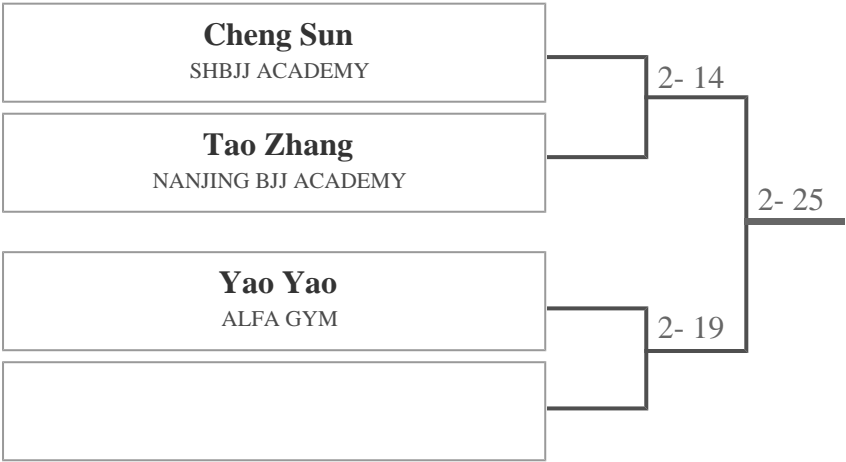 Cheng Sun
SHBJJ ACADEMY
2- 14
Tao Zhang
NANJING BJJ ACADEMY
2- 25
Yao Yao
ALFA GYM
2- 19